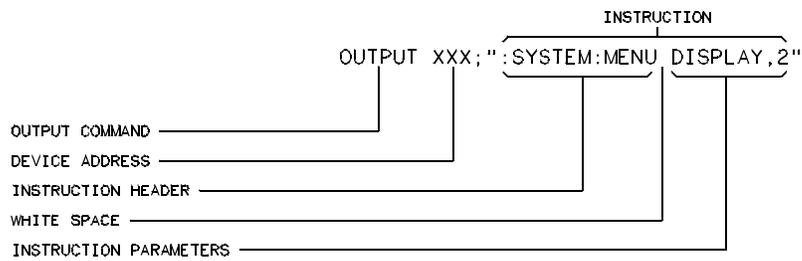 INSTRUCTION
OUTPUT XXX;":SYSTEM:MENU DISPLAY,2"
OUTPUT COMMAND
DEVICE ADDRESS
INSTRUCTION HEADER
WHITE SPACE
INSTRUCTION PARAMETERS